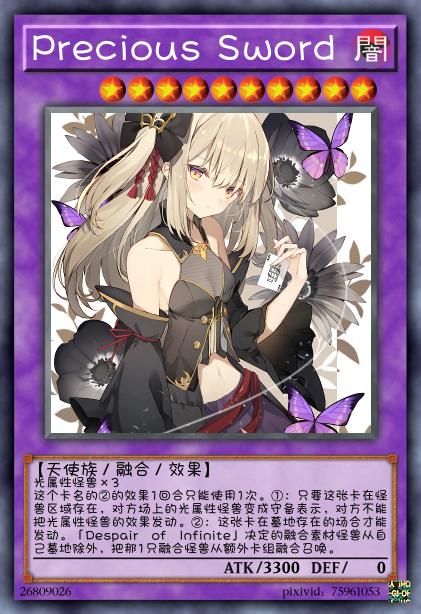 Precious Sword 闇
【天使族/融合/效果】
光属性怪兽×3
这个卡名的②的效果1回合只能使用1次。①：只要这张卡在怪
兽区域存在，对方场上的光属性怪兽变成守备表示，对方不能
把光属性怪兽的效果发动。②：这张卡在墓地存在的场合才能
发动。「Despair of Infinite」决定的融合素材怪兽从自
己墓地除外，把那1只融合怪兽从额外卡组融合召唤。
ATK/3300 DEF/ 0
26809026 pixivid: 75961053